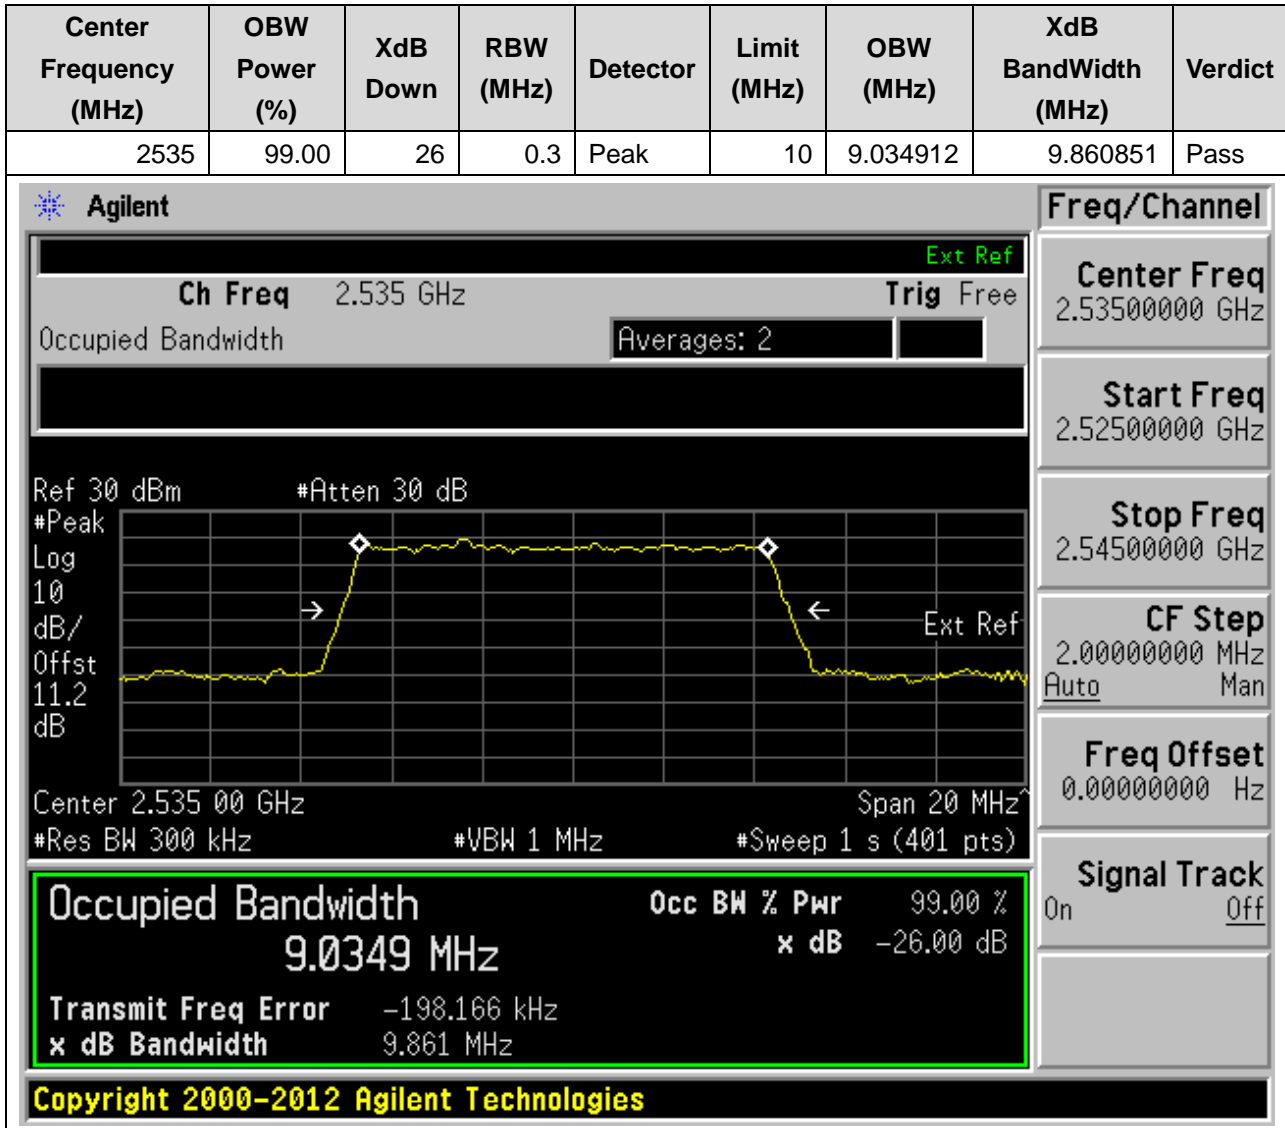 Center Frequency (MHz) OBW Power (%) XdB Down RBW (MHz) Detector Limit (MHz) OBW (MHz) XdB BandWidth (MHz) Verdict
2535 99.00 26 0.3 Peak 10 9.034912 9.860851 Pass
Agilent
Freq/Channel
Ext Ref
Ch Freq 2.535 GHz Trig Free
Occupied Bandwidth Averages: 2
Center Freq
2.53500000 GHz
Start Freq
2.52500000 GHz
Stop Freq
2.54500000 GHz
CF Step
2.00000000 MHz
Auto Man
Freq Offset
0.00000000 Hz
Signal Track
On Off
Ref 30 dBm #Atten 30 dB
#Peak
Log
10
dB/
Offst
11.2
dB
Ext Ref
Center 2.535 00 GHz Span 20 MHz^
#Res BW 300 kHz #VBW 1 MHz #Sweep 1 s (401 pts)
Occupied Bandwidth Occ BW % Pwr 99.00 %
9.0349 MHz x dB -26.00 dB
Transmit Freq Error -198.166 kHz
x dB Bandwidth 9.861 MHz
Copyright 2000-2012 Agilent Technologies